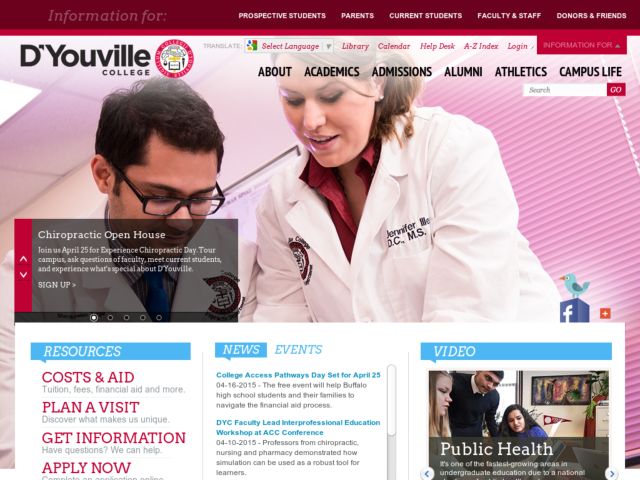 Information for:
PROSPECTIVE STUDENTS PARENTS CURRENT STUDENTS FACULTY & STAFF DONORS & FRIENDS
D'Youville
COLLEGE
TRANSLATE: Select Language Library Calendar Help Desk A-Z Index Login INFORMATION FOR
ABOUT ACADEMICS ADMISSIONS ALUMNI ATHLETICS CAMPUS LIFE
Search GO
D.C., M.S.
Chiropractic Open House
Join us April 25 for Experience Chiropractic Day. Tour
campus, ask questions of faculty, meet current students,
and experience what's special about D'Youville.
SIGN UP >
RESOURCES
COSTS & AID
Tuition, fees, financial aid and more.
PLAN A VISIT
Discover what makes us unique.
GET INFORMATION
Have questions? We can help.
APPLY NOW
Complete an application online.
NEWS EVENTS
College Access Pathways Day Set for April 25
04-16-2015 - The free event will help Buffalo
high school students and their families to
navigate the financial aid process.
DYC Faculty Lead Interprofessional Education
Workshop at ACC Conference
04-10-2015 - Professors from chiropractic,
nursing and pharmacy demonstrated how
simulation can be used as a robust tool for
learners.
VIDEO
Public Health
It's one of the fastest-growing areas in
undergraduate education due to a national